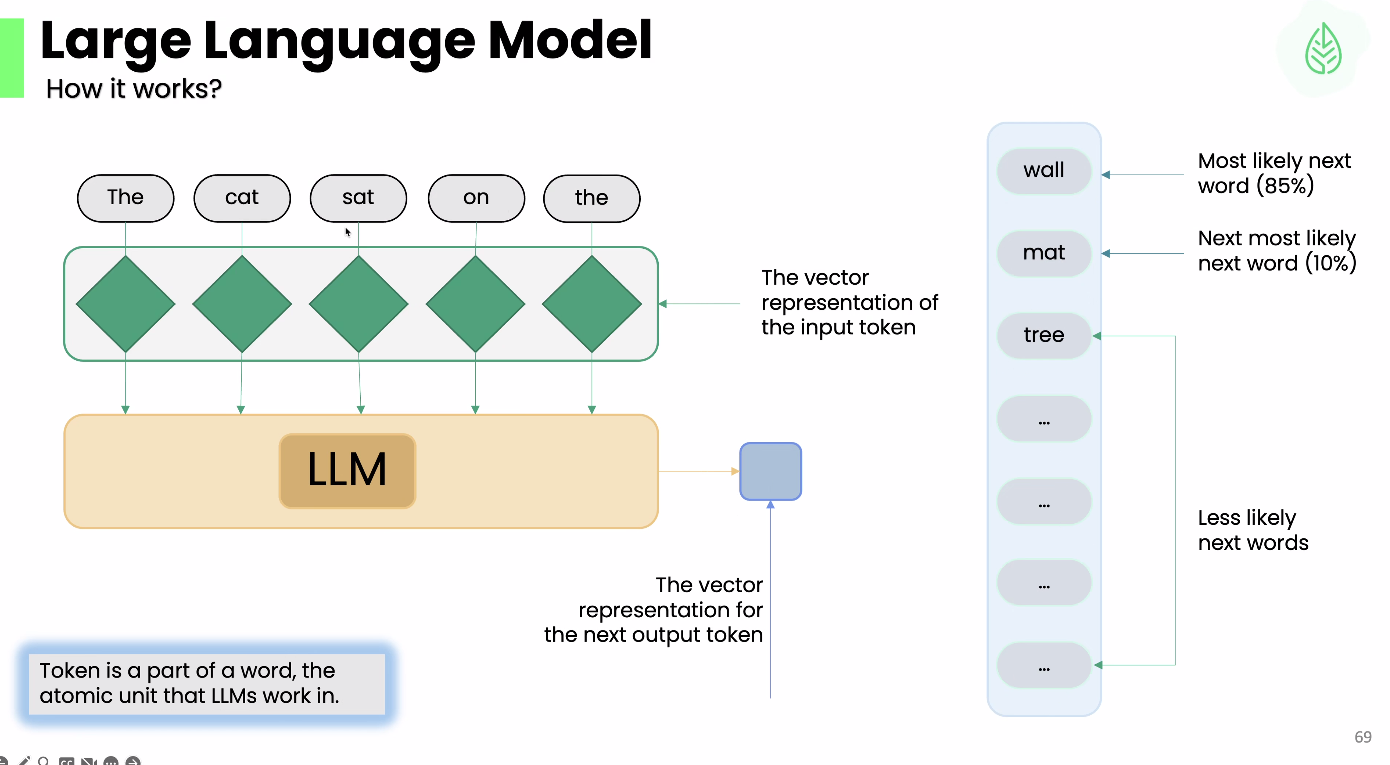 Large Language Model
How it works?
The
cat
sat
on
the
The vector
representation of
the input token
LLM
The vector
representation for
the next output token
Token is a part of a word, the
atomic unit that LLMs work in.
wall
mat
tree
...
...
...
...
Most likely next
word (85%)
Next most likely
next word (10%)
Less likely
next words
69